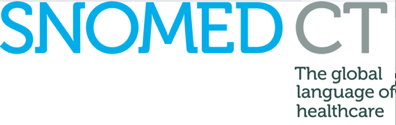 SNOMED CT
The global
language of
healthcare